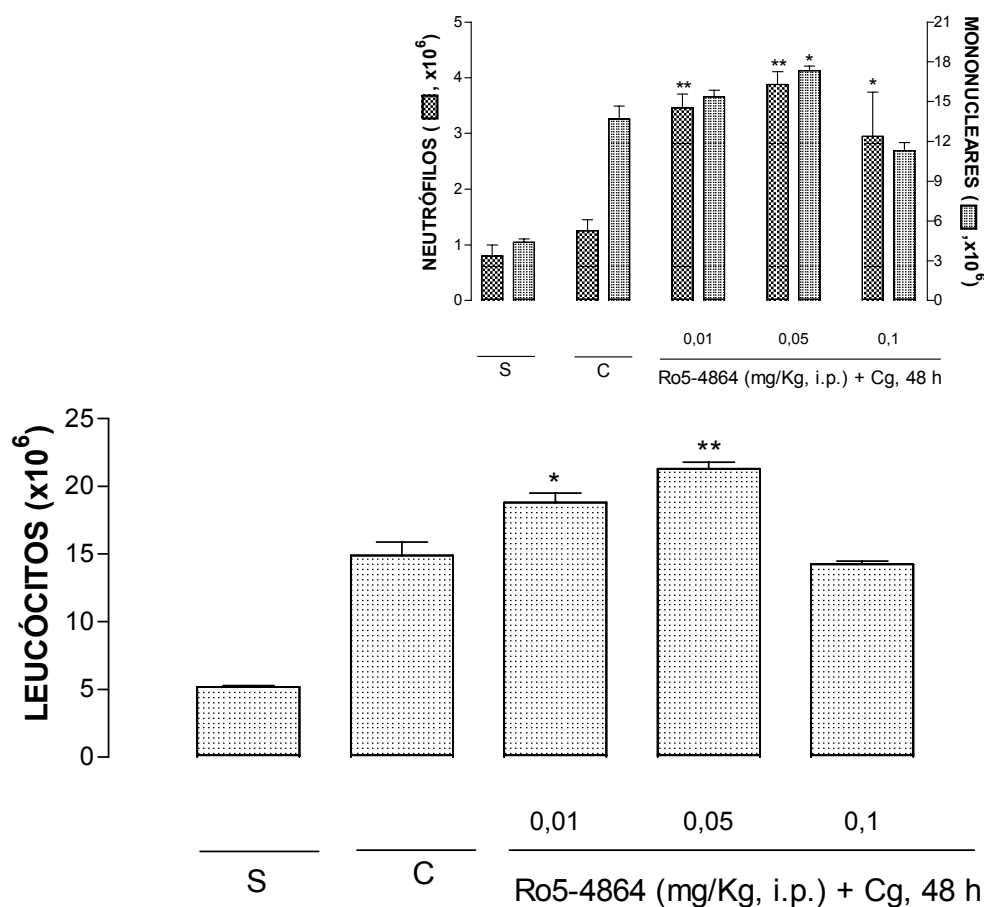 NEUTRÓFILOS ( , x10⁶)
5
4
3
2
1
0
** ** * *
21
18
15
12
9
6
3
0
MONONUCLEARES ( ,x10⁶)
0,01 0,05 0,1
S C Ro5-4864 (mg/Kg, i.p.) + Cg, 48 h
LEUCÓCITOS (x10⁶)
25
20
15
10
5
0
* **
0,01 0,05 0,1
S C Ro5-4864 (mg/Kg, i.p.) + Cg, 48 h